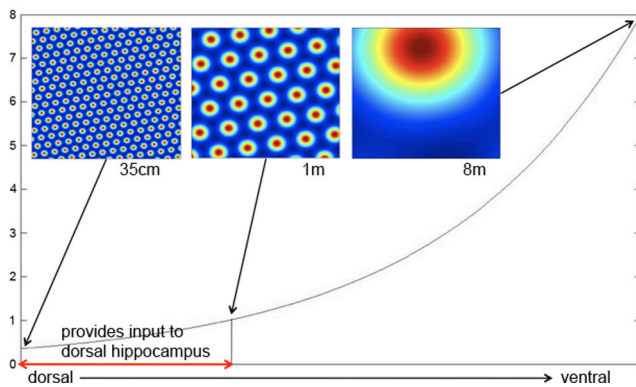 8
7
6
5
4
3
2
1
0
35cm
1m
8m
provides input to
dorsal hippocampus
dorsal
ventral